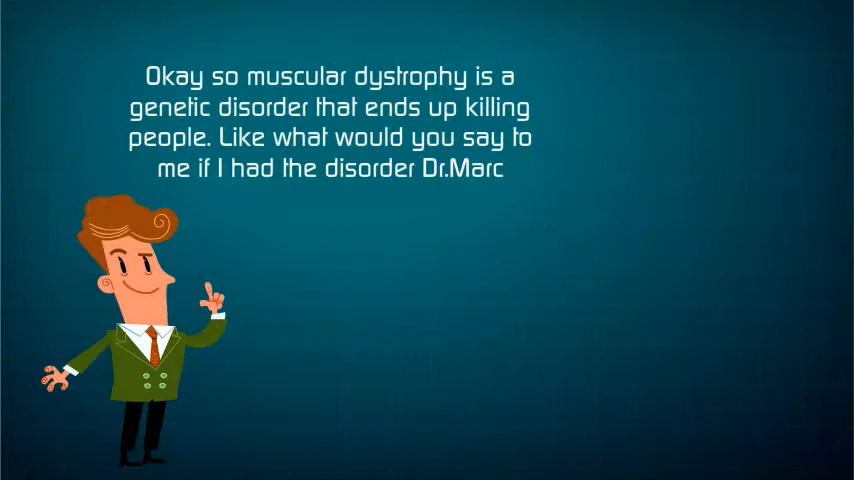 Okay so muscular dystrophy is a
genetic disorder that ends up killing
people. Like what would you say to
me if I had the disorder Dr.Marc